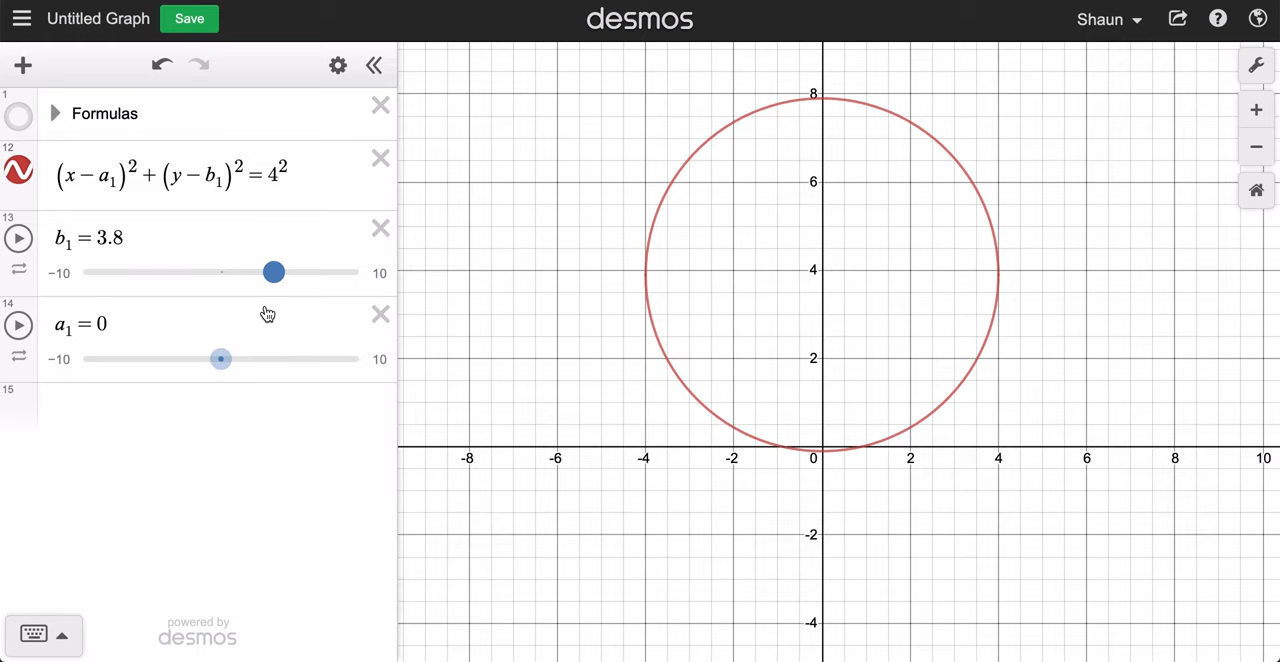 Untitled Graph Save desmos Shaun
1 Formulas
12 (x − a₁)² + (y − b₁)² = 4²
13 b₁ = 3.8
−10 10
14 a₁ = 0
−10 10
15
powered by
desmos
8
6
4
2
-8 -6 -4 -2 0 2 4 6 8 10
-2
-4